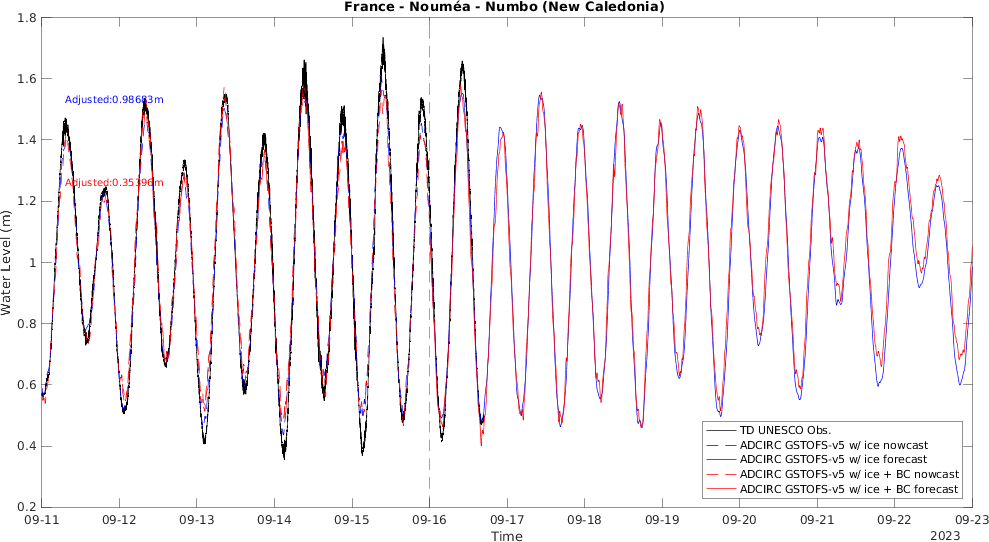 France - Nouméa - Numbo (New Caledonia)
1.8
1.6
1.4
1.2
1
0.8
0.6
0.4
0.2
Water Level (m)
Adjusted:0.98683m
Adjusted:0.35396m
TD UNESCO Obs.
ADCIRC GSTOFS-v5 w/ ice nowcast
ADCIRC GSTOFS-v5 w/ ice forecast
ADCIRC GSTOFS-v5 w/ ice + BC nowcast
ADCIRC GSTOFS-v5 w/ ice + BC forecast
09-11 09-12 09-13 09-14 09-15 09-16 09-17 09-18 09-19 09-20 09-21 09-22 09-23
Time
2023